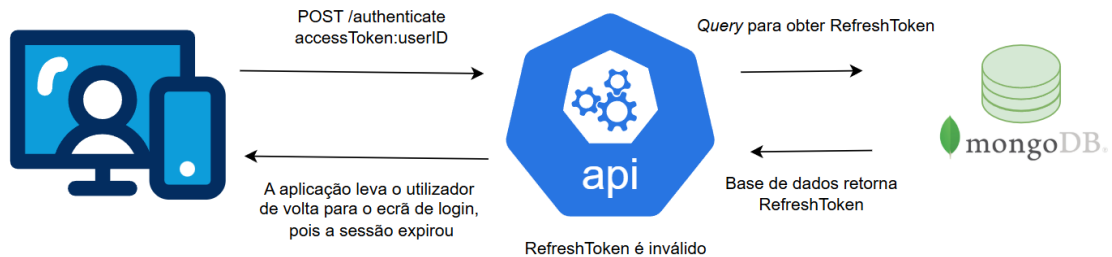 POST /authenticate
accessToken:userID
Query para obter RefreshToken
api
mongoDB®
A aplicação leva o utilizador
de volta para o ecrã de login,
pois a sessão expirou
Base de dados retorna
RefreshToken
RefreshToken é inválido